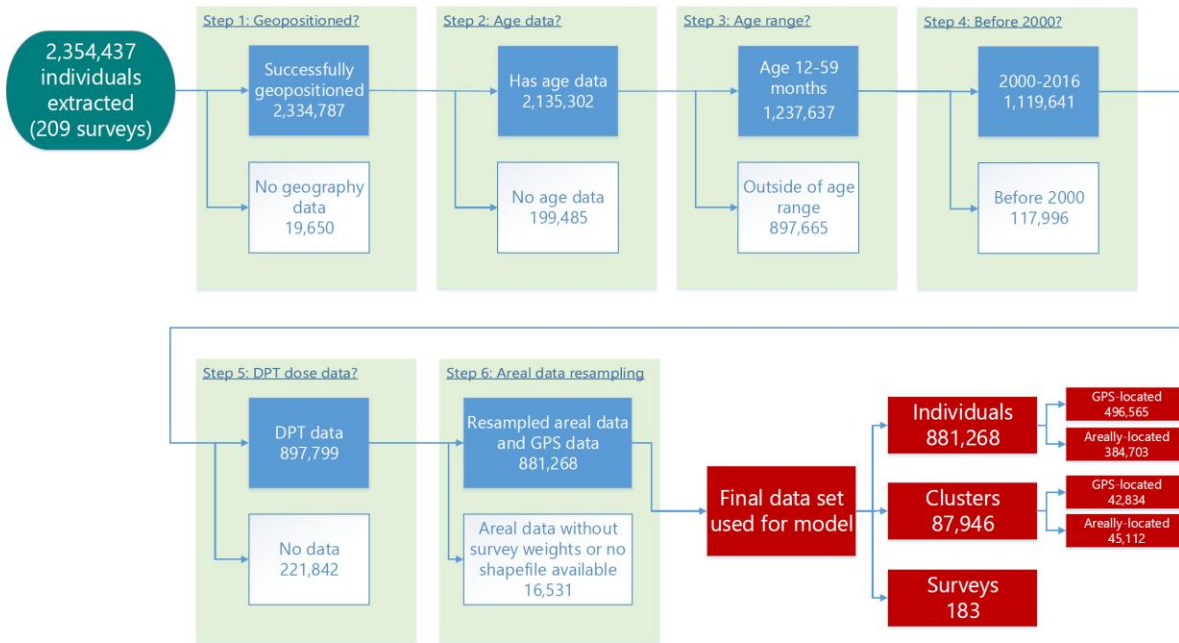 2,354,437
individuals
extracted
(209 surveys)
Step 1: Geopositioned?
Successfully
geopositioned
2,334,787
No geography
data
19,650
Step 2: Age data?
Has age data
2,135,302
No age data
199,485
Step 3: Age range?
Age 12-59
months
1,237,637
Outside of age
range
897,665
Step 4: Before 2000?
2000-2016
1,119,641
Before 2000
117,996
Step 5: DPT dose data?
DPT data
897,799
No data
221,842
Step 6: Areal data resampling
Resampled areal data
and GPS data
881,268
Areal data without
survey weights or no
shapefile available
16,531
Final data set
used for model
Individuals
881,268
GPS-located
496,565
Areally-located
384,703
Clusters
87,946
GPS-located
42,834
Areally-located
45,112
Surveys
183